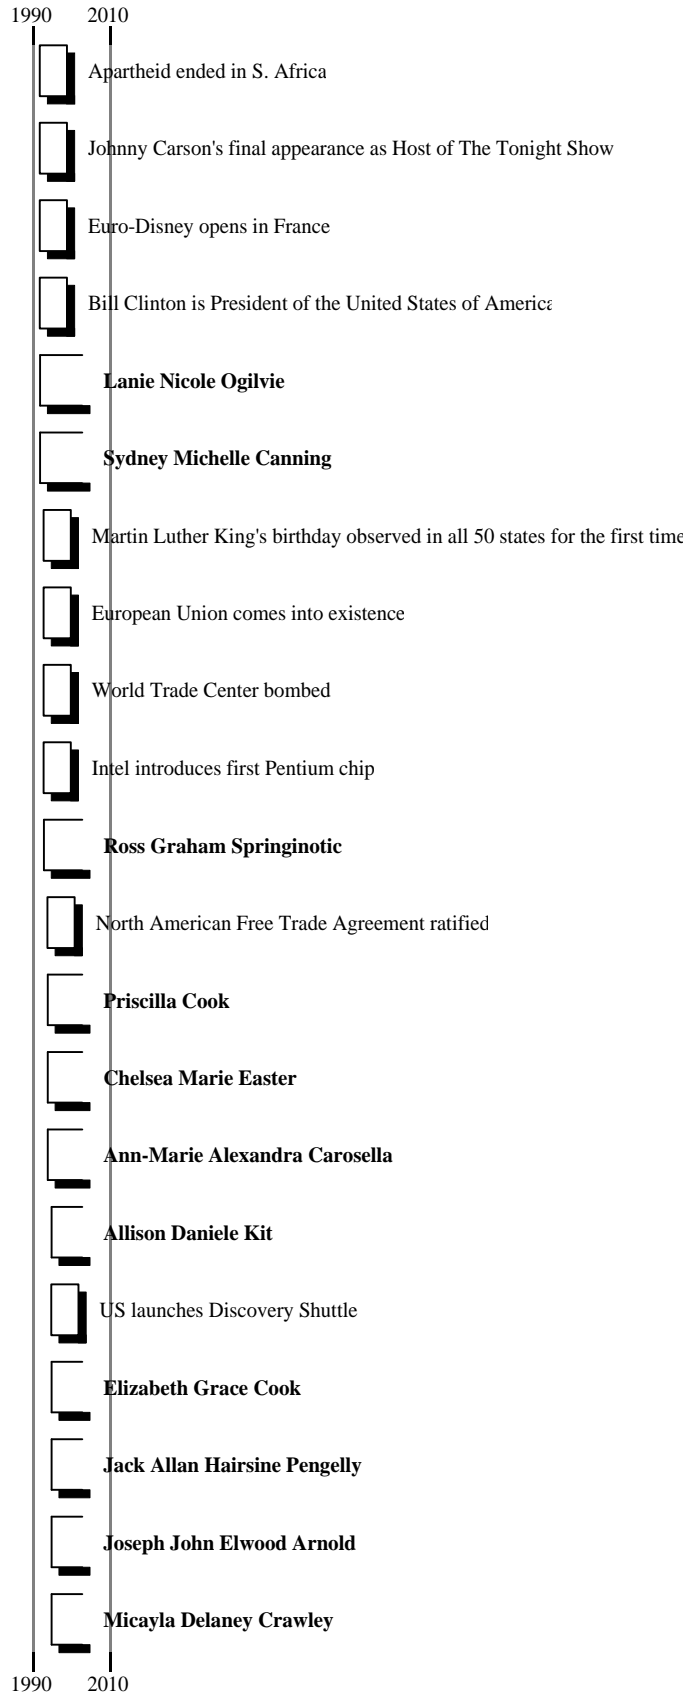 1990 2010
Apartheid ended in S. Africa
Johnny Carson's final appearance as Host of The Tonight Show
Euro-Disney opens in France
Bill Clinton is President of the United States of America
Lanie Nicole Ogilvie
Sydney Michelle Canning
Martin Luther King's birthday observed in all 50 states for the first time
European Union comes into existence
World Trade Center bombed
Intel introduces first Pentium chip
Ross Graham Springinotic
North American Free Trade Agreement ratified
Priscilla Cook
Chelsea Marie Easter
Ann-Marie Alexandra Carosella
Allison Daniele Kit
US launches Discovery Shuttle
Elizabeth Grace Cook
Jack Allan Hairsine Pengelly
Joseph John Elwood Arnold
Micayla Delaney Crawley
1990 2010